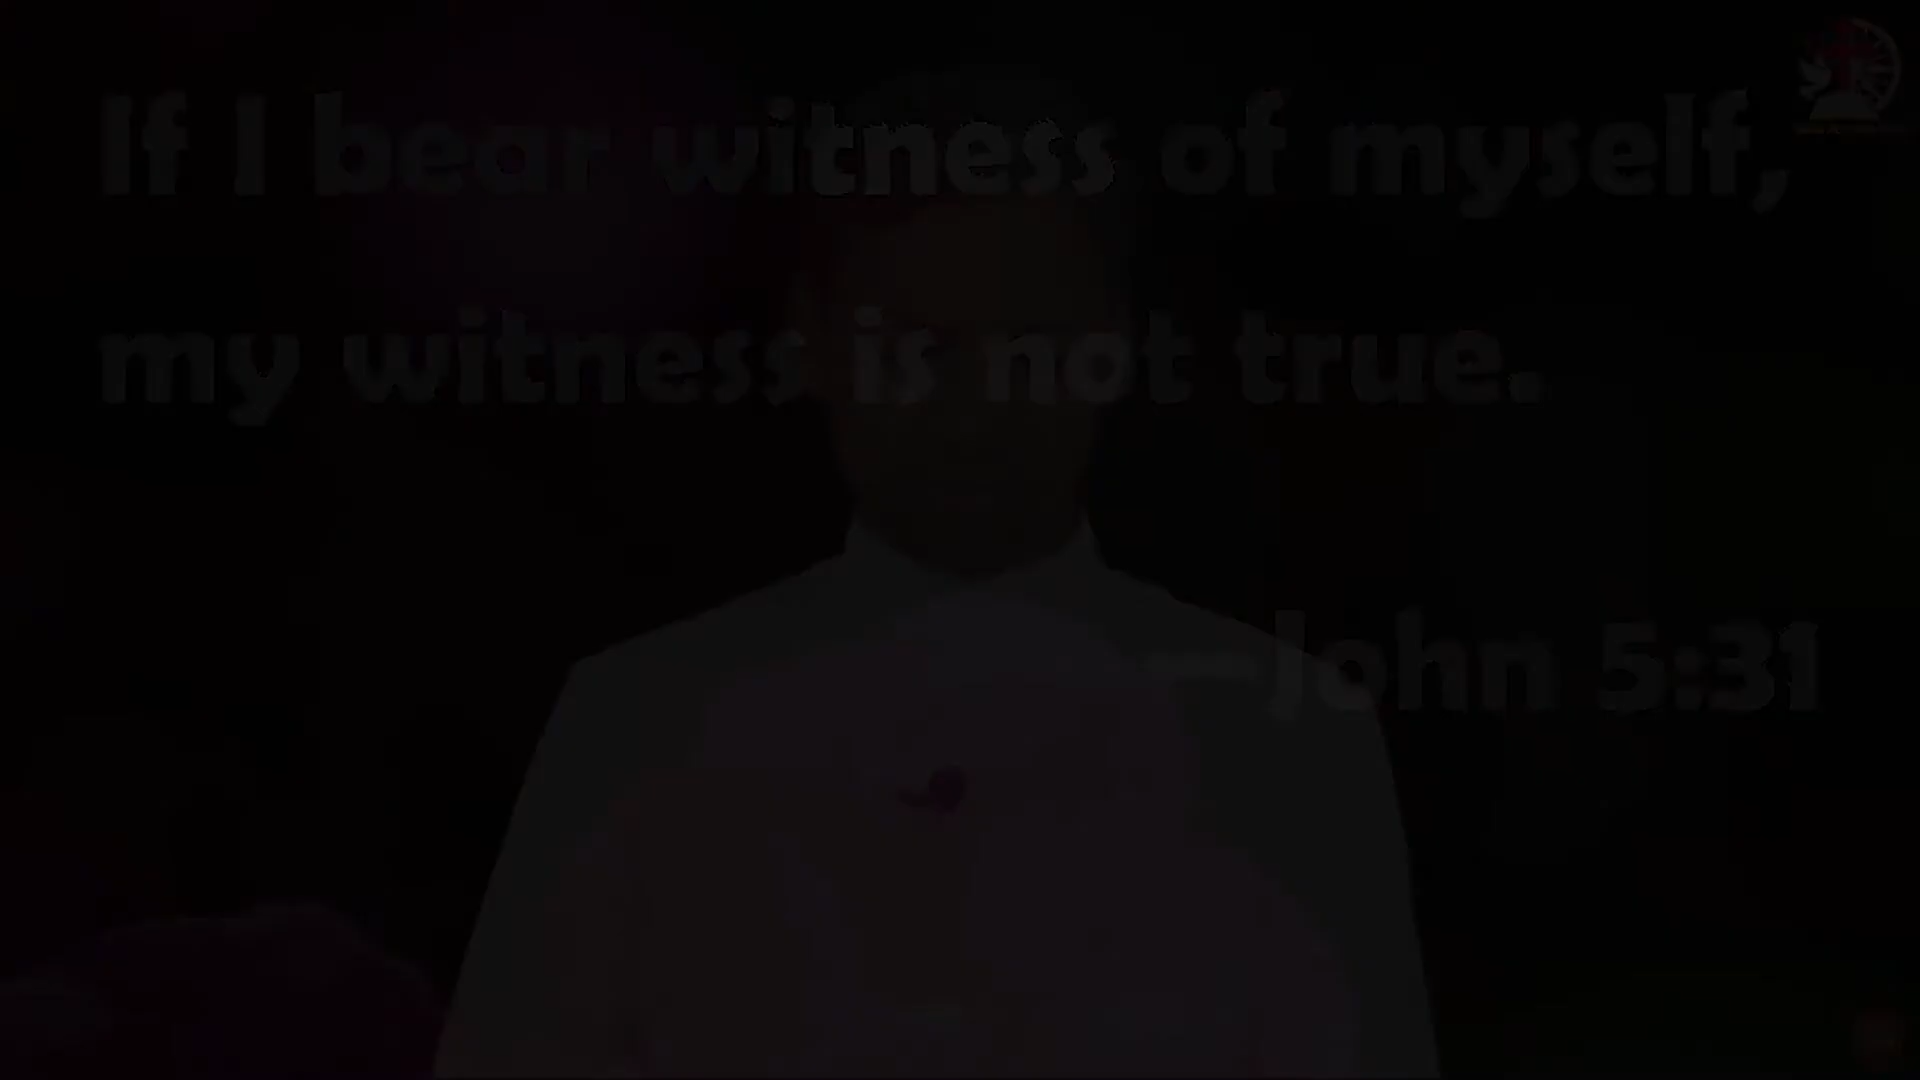 If I bear witness of myself,
my witness is not true.
—John 5:31